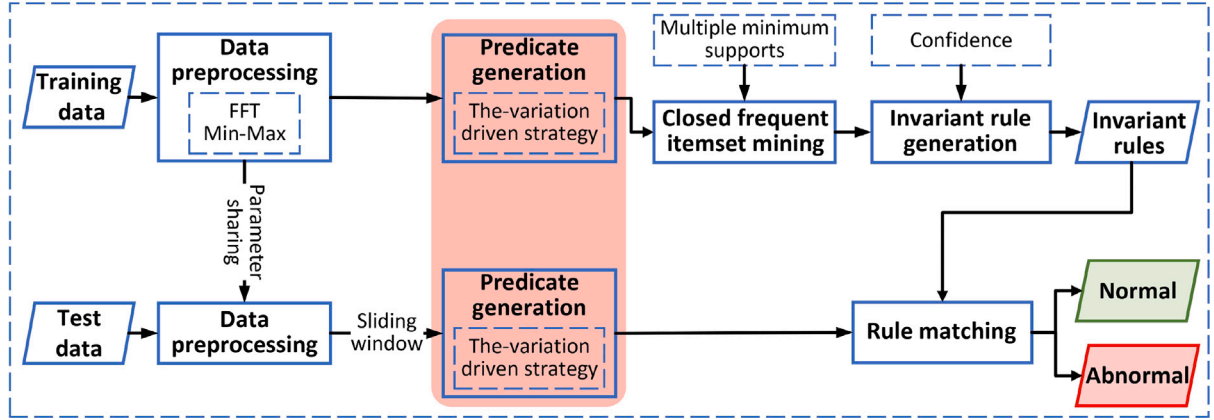 Training
data
Data
preprocessing
FFT
Min-Max
Predicate
generation
The-variation
driven strategy
Multiple minimum
supports
Closed frequent
itemset mining
Confidence
Invariant rule
generation
Invariant
rules
Parameter
sharing
Test
data
Data
preprocessing
Sliding
window
Predicate
generation
The-variation
driven strategy
Rule matching
Normal
Abnormal